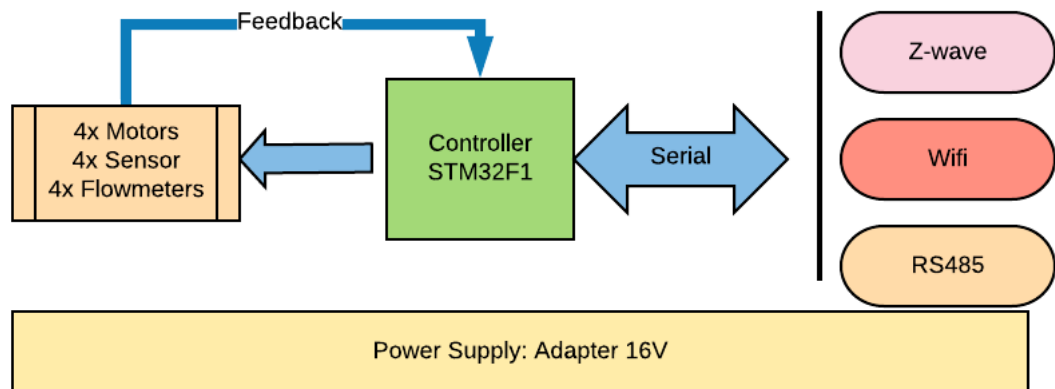 Feedback
4x Motors
4x Sensor
4x Flowmeters
Controller
STM32F1
Serial
Z-wave
Wifi
RS485
Power Supply: Adapter 16V